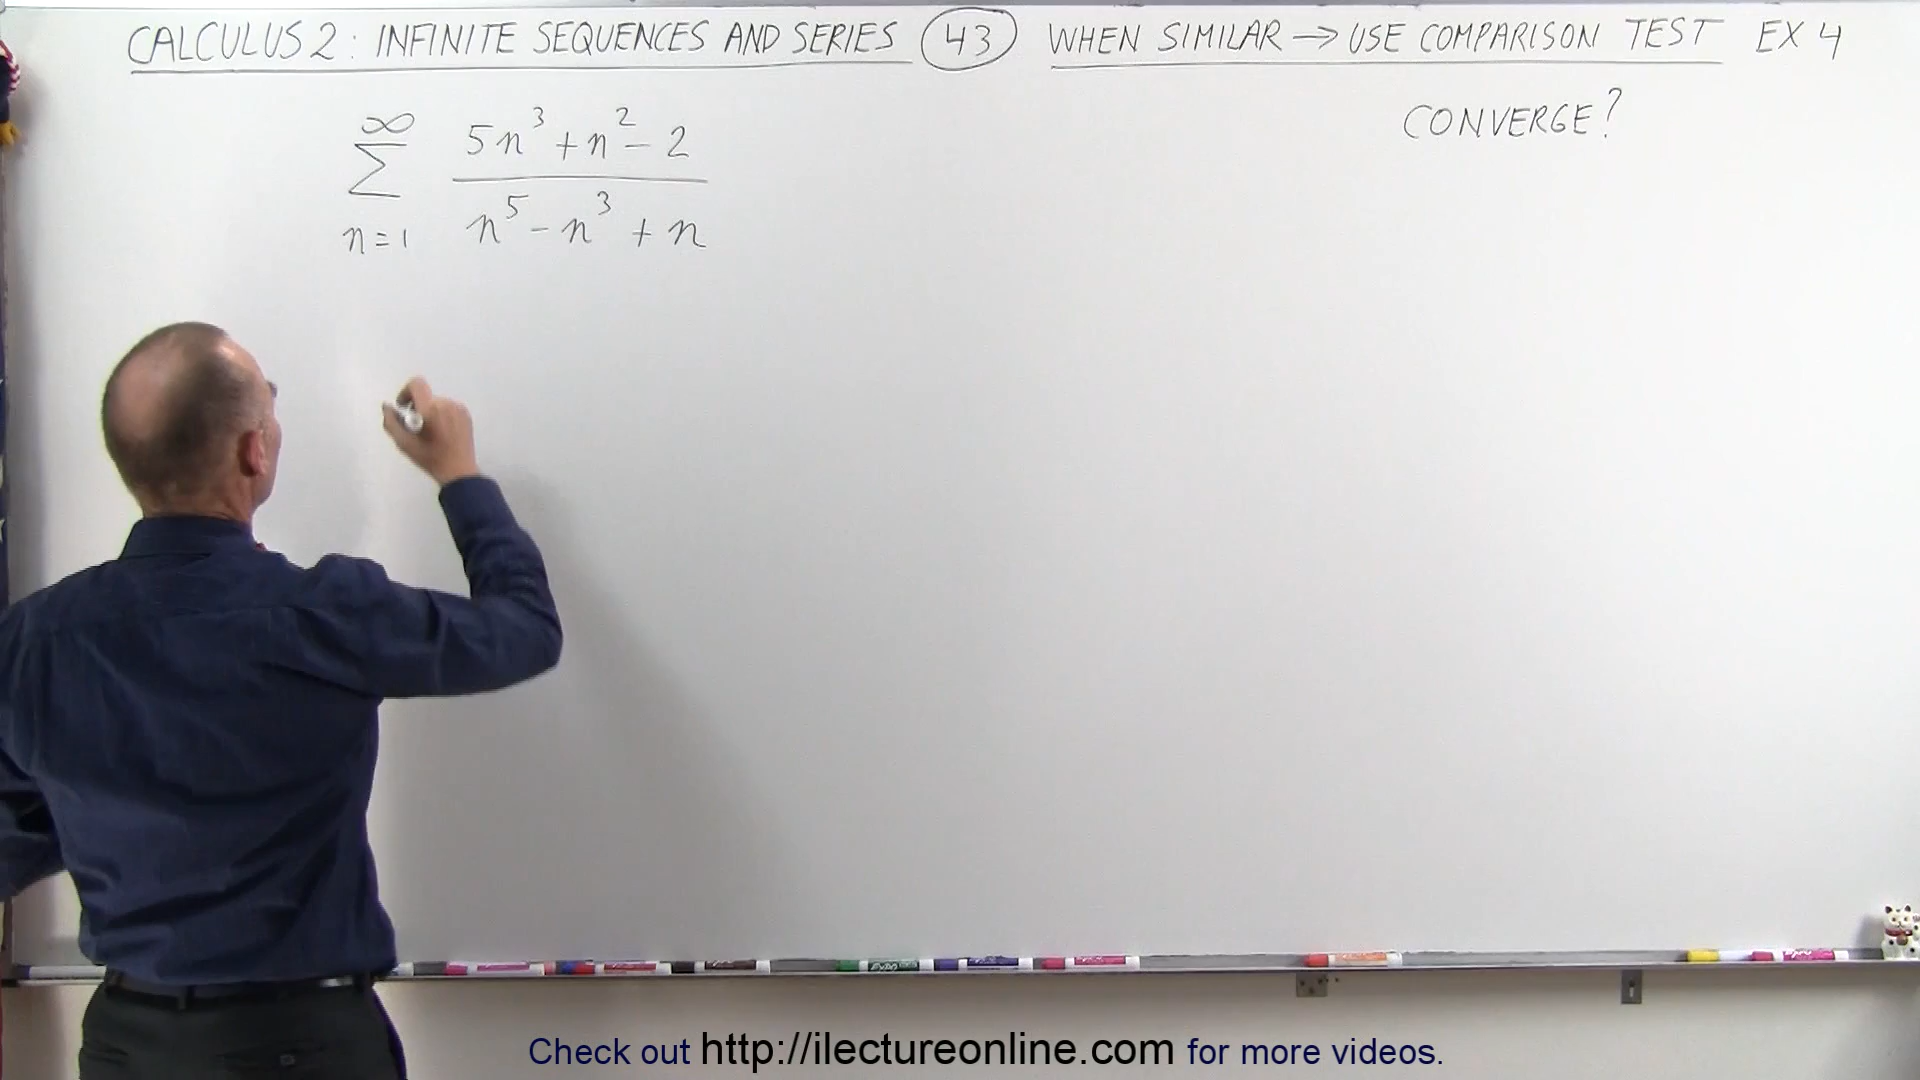 CALCULUS 2: INFINITE SEQUENCES AND SERIES 43 WHEN SIMILAR → USE COMPARISON TEST EX 4
CONVERGE?
∞
Σ
n=1
5n³+n²-2
n⁵-n³+n
Check out http://ilectureonline.com for more videos.